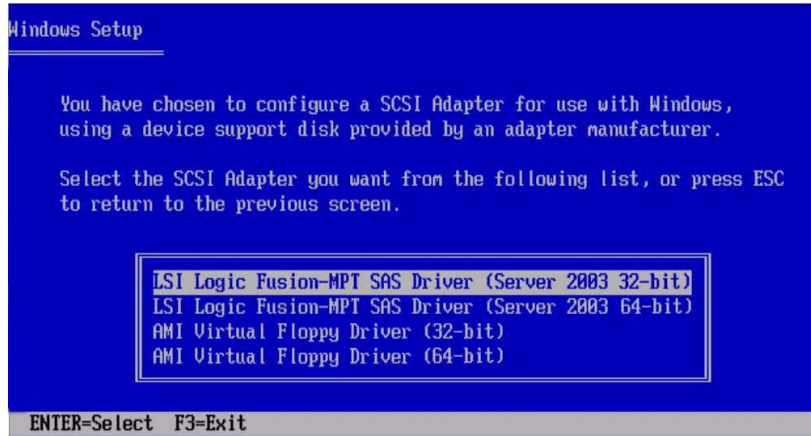 Windows Setup
You have chosen to configure a SCSI Adapter for use with Windows,
using a device support disk provided by an adapter manufacturer.
Select the SCSI Adapter you want from the following list, or press ESC
to return to the previous screen.
LSI Logic Fusion-MPT SAS Driver (Server 2003 32-bit)
LSI Logic Fusion-MPT SAS Driver (Server 2003 64-bit)
AMI Virtual Floppy Driver (32-bit)
AMI Virtual Floppy Driver (64-bit)
ENTER=Select  F3=Exit